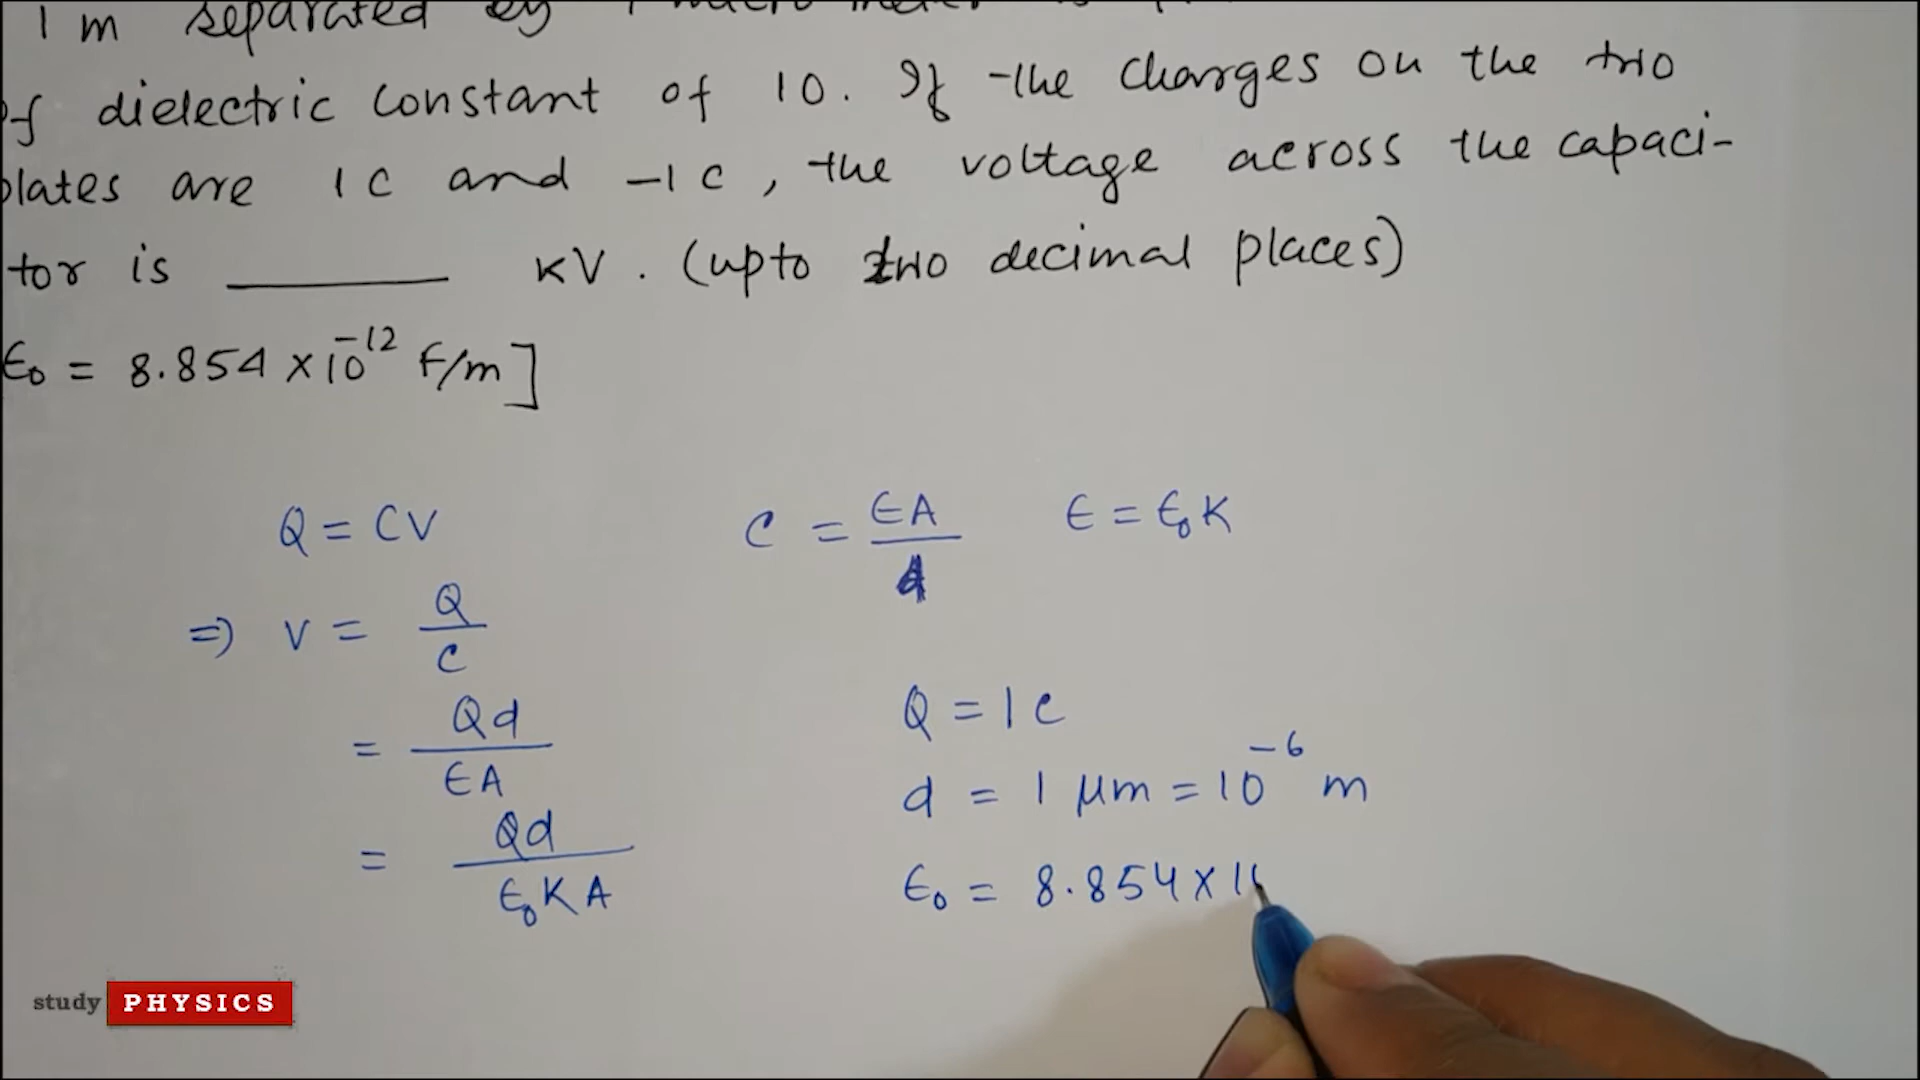 1 m separated by
of dielectric constant of 10. If the charges on the two
plates are 1 C and -1 C, the voltage across the capaci-
tor is ______ KV. (upto two decimal places)
ϵ₀ = 8.854 × 10⁻¹² F/m]
Q = CV
C = ϵA / d
ϵ = ϵ₀K
⇒ V = Q / C
= Qd / ϵA
= Qd / ϵ₀KA
Q = 1 C
d = 1 μm = 10⁻⁶ m
ϵ₀ = 8.854 × 1
study PHYSICS